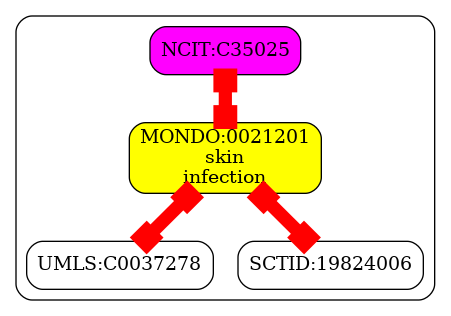 NCIT:C35025
MONDO:0021201
skin
infection
UMLS:C0037278
SCTID:19824006